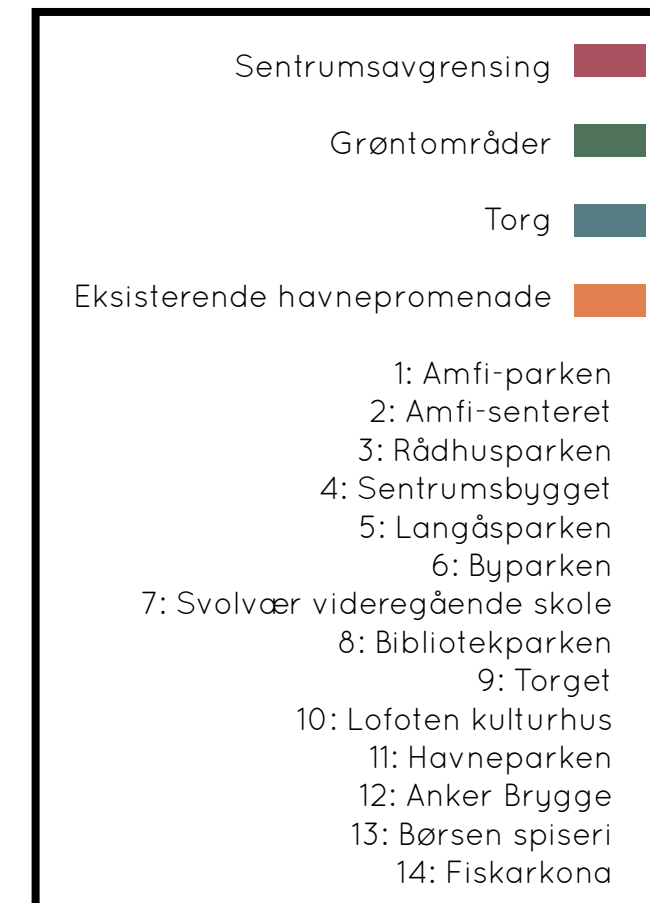 Sentrumsavgrensing
Grøntområder
Torg
Eksisterende havnepromenade
1: Amfi-parken
2: Amfi-senteret
3: Rådhusparken
4: Sentrumsbygget
5: Langåsparken
6: Byparken
7: Svolvær videregående skole
8: Bibliotekparken
9: Torget
10: Lofoten kulturhus
11: Havneparken
12: Anker Brygge
13: Børsen spiseri
14: Fiskarkona